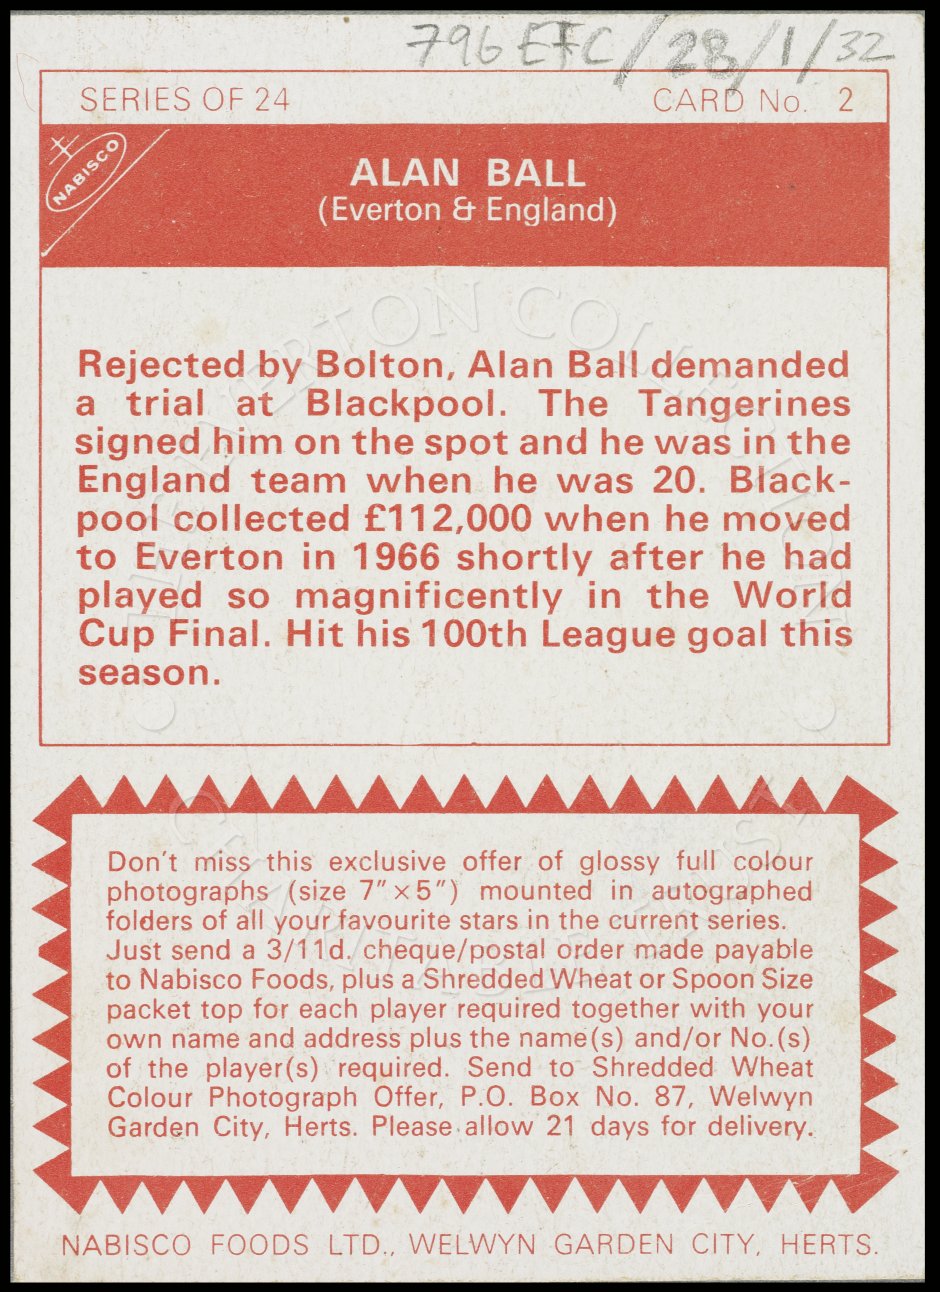 796 EFC/28/1/32
SERIES OF 24 CARD No. 2
NABISCO
ALAN BALL
(Everton & England)
Rejected by Bolton, Alan Ball demanded
a trial at Blackpool. The Tangerines
signed him on the spot and he was in the
England team when he was 20. Black-
pool collected £112,000 when he moved
to Everton in 1966 shortly after he had
played so magnificently in the World
Cup Final. Hit his 100th League goal this
season.
THE EVERTON COLLECTION
CHARITABLE TRUST
Don't miss this exclusive offer of glossy full colour
photographs (size 7" × 5") mounted in autographed
folders of all your favourite stars in the current series.
Just send a 3/11d. cheque/postal order made payable
to Nabisco Foods, plus a Shredded Wheat or Spoon Size
packet top for each player required together with your
own name and address plus the name(s) and/or No.(s)
of the player(s) required. Send to Shredded Wheat
Colour Photograph Offer, P.O. Box No. 87, Welwyn
Garden City, Herts. Please allow 21 days for delivery.
NABISCO FOODS LTD., WELWYN GARDEN CITY, HERTS.